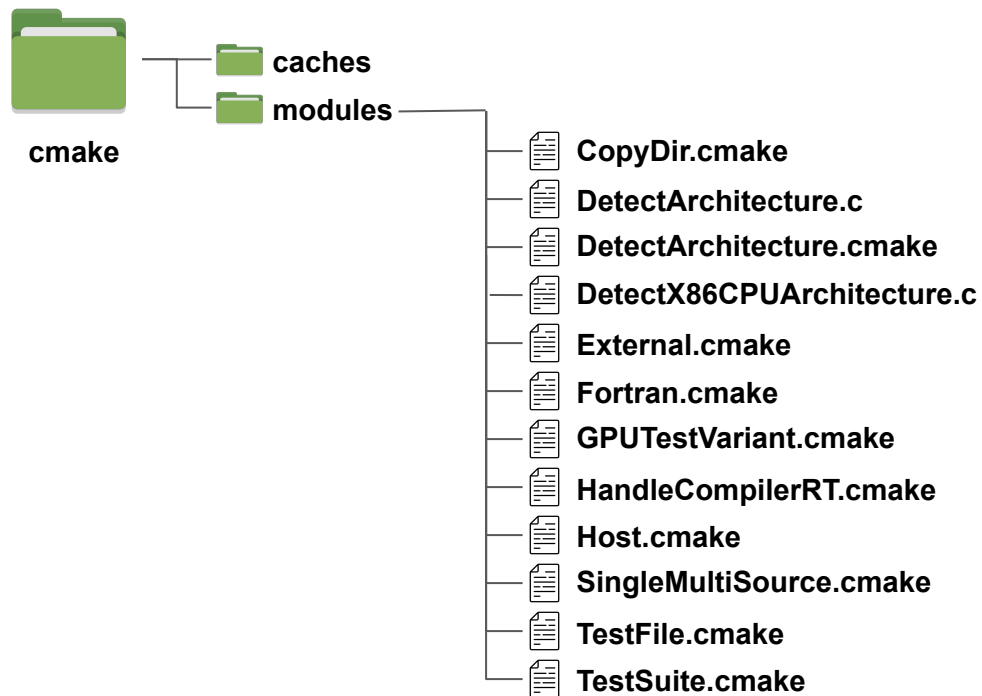 caches
modules
cmake
CopyDir.cmake
DetectArchitecture.c
DetectArchitecture.cmake
DetectX86CPUArchitecture.c
External.cmake
Fortran.cmake
GPUTestVariant.cmake
HandleCompilerRT.cmake
Host.cmake
SingleMultiSource.cmake
TestFile.cmake
TestSuite.cmake